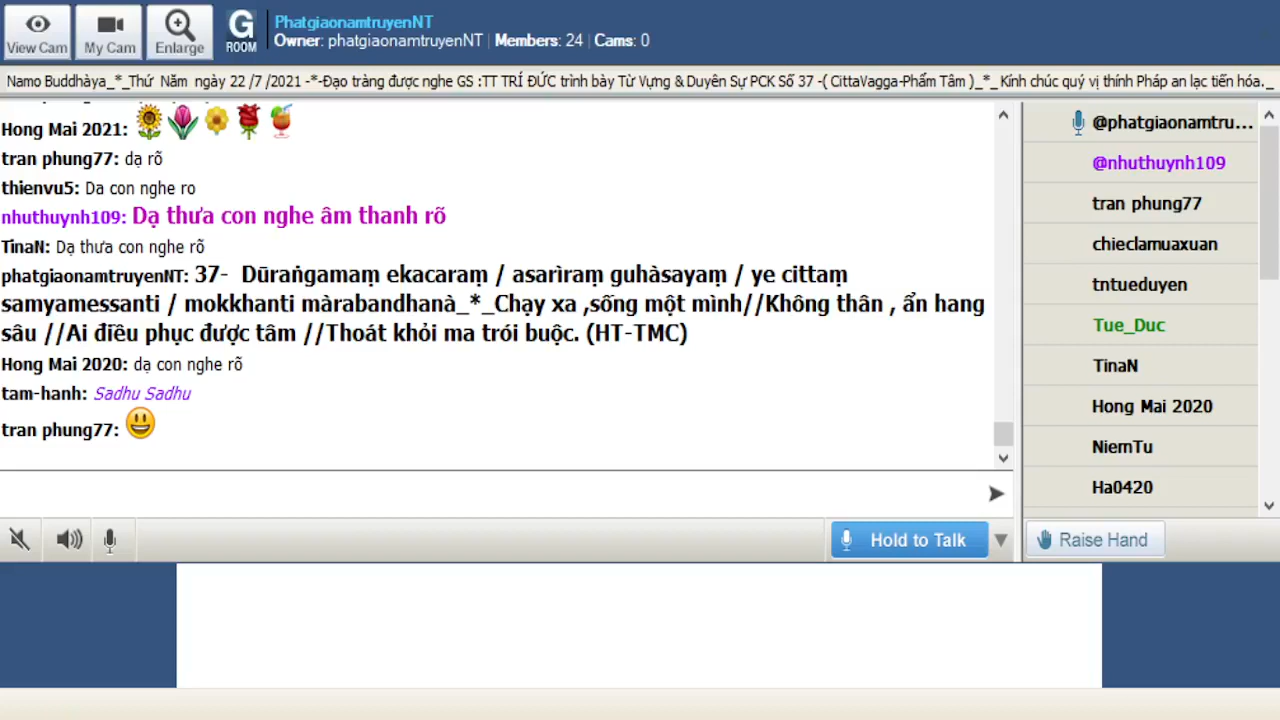 View Cam
My Cam
Enlarge
G
ROOM
PhatgiaonamtruyenNT
Owner: phatgiaonamtruyenNT | Members: 24 | Cams: 0
Namo Buddhàya_*_Thứ Năm ngày 22 /7 /2021 -*-Đạo tràng được nghe GS :TT TRÍ ĐỨC trình bày Từ Vựng & Duyên Sự PCK Số 37 -( CittaVagga-Phẩm Tâm )_*_ Kính chúc quý vị thính Pháp an lạc tiến hóa._
Hong Mai 2021:
tran phung77: dạ rõ
thienvu5: Da con nghe ro
nhuthuynh109: Dạ thưa con nghe âm thanh rõ
TinaN: Dạ thưa con nghe rõ
phatgiaonamtruyenNT: 37- Dūraṅgamaṃ ekacaraṃ / asarìraṃ guhàsayaṃ / ye cittaṃ
samyamessanti / mokkhanti màrabandhanà_*_Chạy xa ,sống một mình//Không thân , ẩn hang
sâu //Ai điều phục được tâm //Thoát khỏi ma trói buộc. (HT-TMC)
Hong Mai 2020: dạ con nghe rõ
tam-hanh: Sadhu Sadhu
tran phung77:
@phatgiaonamtru...
@nhuthuynh109
tran phung77
chieclamuaxuan
tntueduyen
Tue_Duc
TinaN
Hong Mai 2020
NiemTu
Ha0420
Hold to Talk
Raise Hand